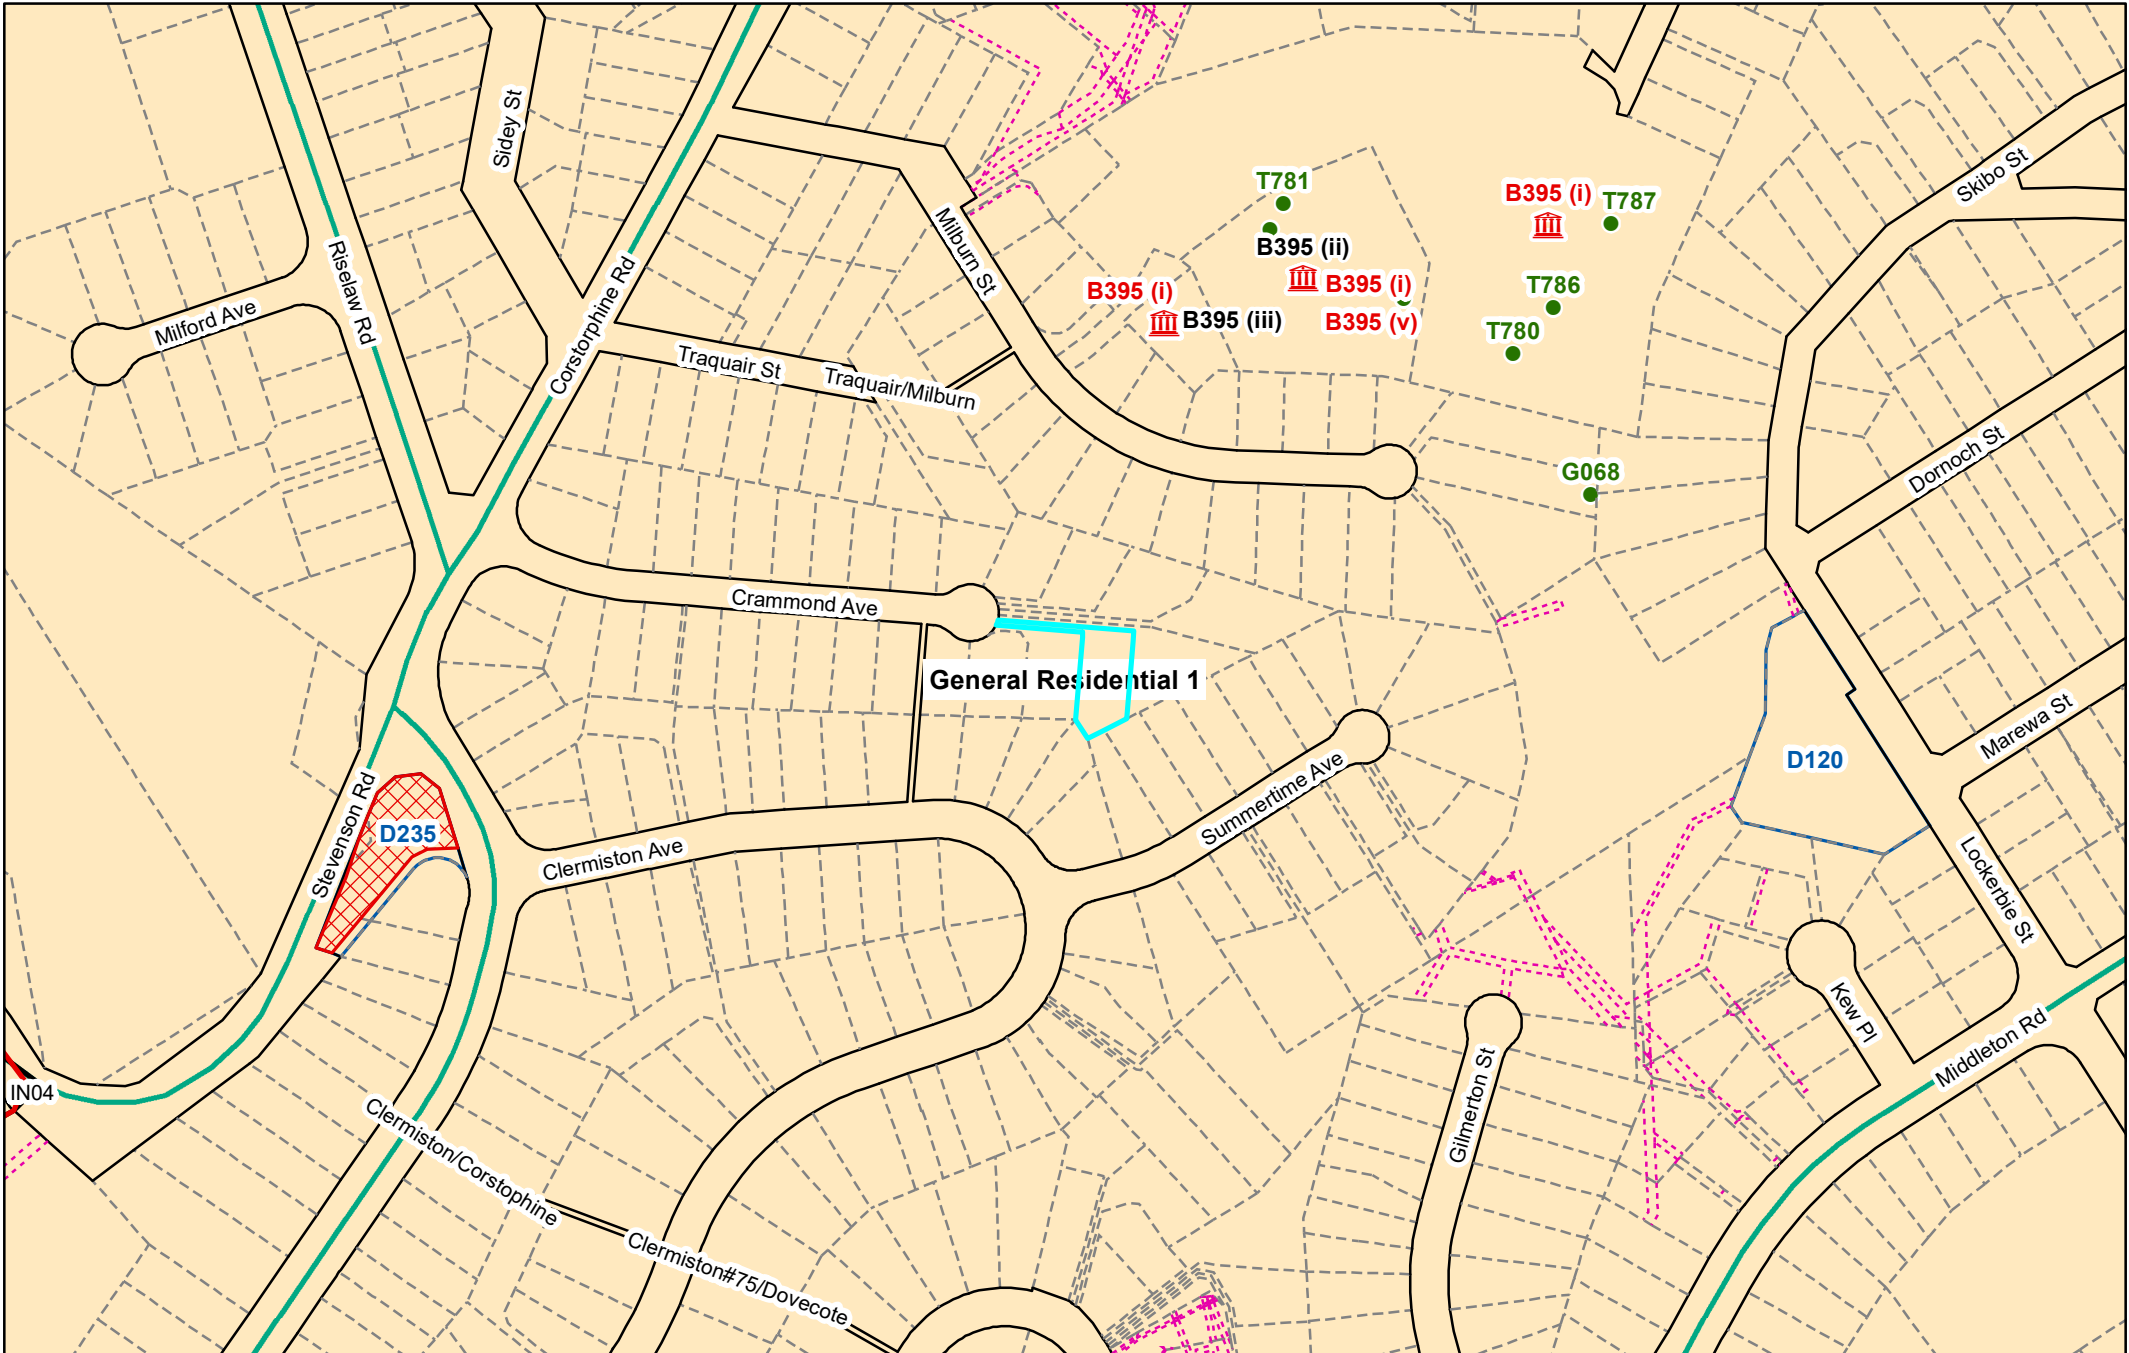 Sidey St
Skibo St
T781
B395 (i)
T787
Riselaw Rd
Milburn St
B395 (ii)
Corstorphine Rd
B395 (i)
B395 (i)
T786
Milford Ave
B395 (iii)
B395 (v)
T780
Traquair St
Traquair/Milburn
Dornoch St
G068
Crammond Ave
General Residential 1
Marewa St
D120
Summertime Ave
Stevenson Rd
D235
Clermiston Ave
Lockerbie St
Kew Pl
Middleton Rd
IN04
Gilmerton St
Clermiston/Corstophine
Clermiston#75/Dovecote